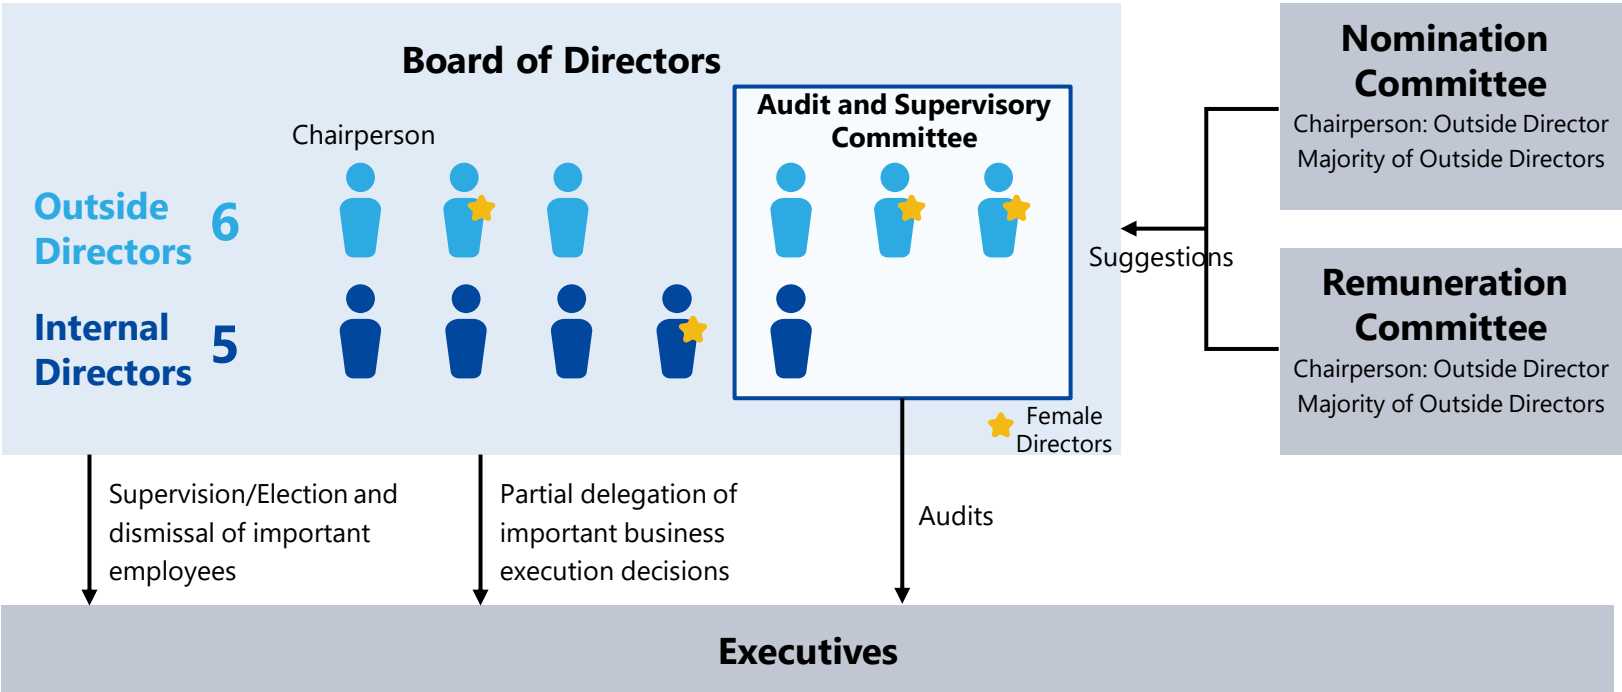 Board of Directors
Chairperson
Audit and Supervisory
Committee
Outside
Directors
6
Internal
Directors
5
Female
Directors
Nomination
Committee
Chairperson: Outside Director
Majority of Outside Directors
Suggestions
Remuneration
Committee
Chairperson: Outside Director
Majority of Outside Directors
Supervision/Election and
dismissal of important
employees
Partial delegation of
important business
execution decisions
Audits
Executives